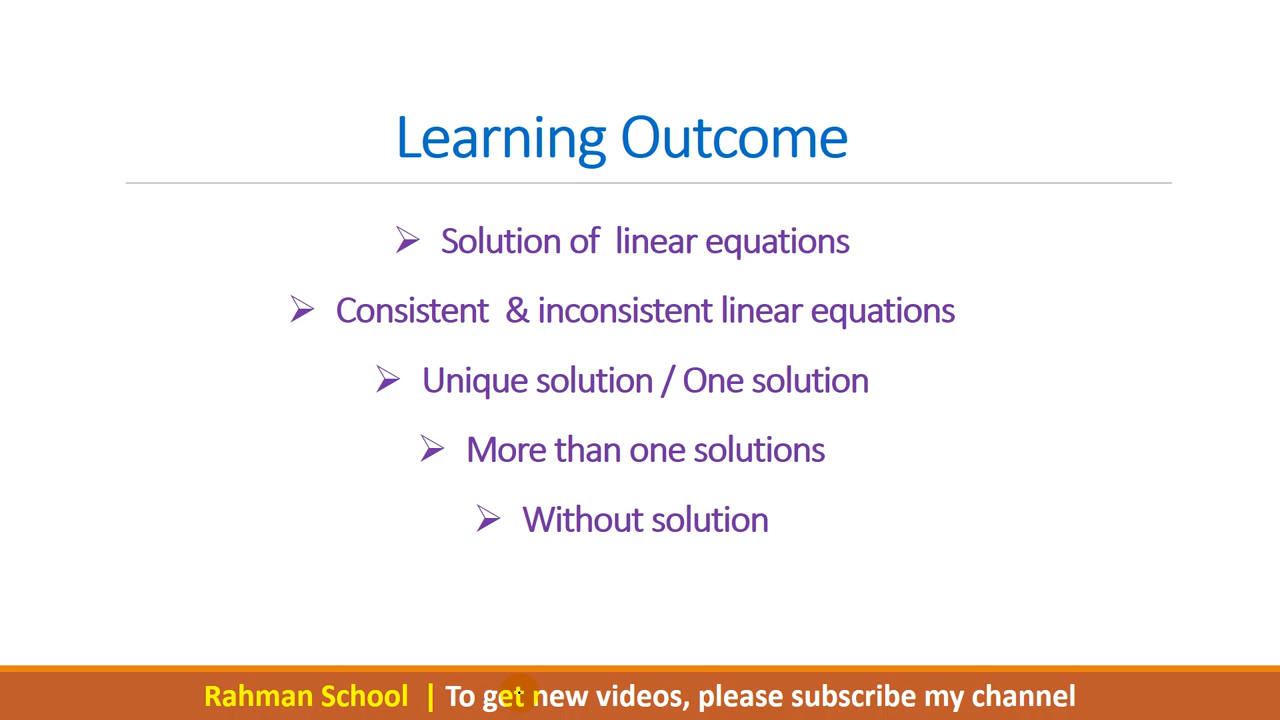 Learning Outcome
➢ Solution of linear equations
➢ Consistent & inconsistent linear equations
➢ Unique solution / One solution
➢ More than one solutions
➢ Without solution
Rahman School | To get new videos, please subscribe my channel